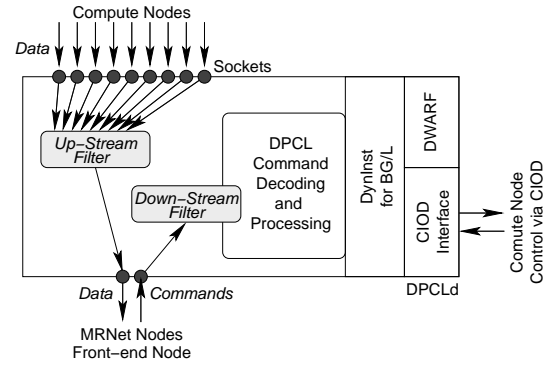 Compute Nodes
Data
Sockets
Up-Stream
Filter
Down-Stream
Filter
DPCL
Command
Decoding
and
Processing
DynInst
for BG/L
DWARF
CIOD
Interface
Comute Node
Control via CIOD
DPCLd
Data
Commands
MRNet Nodes
Front-end Node